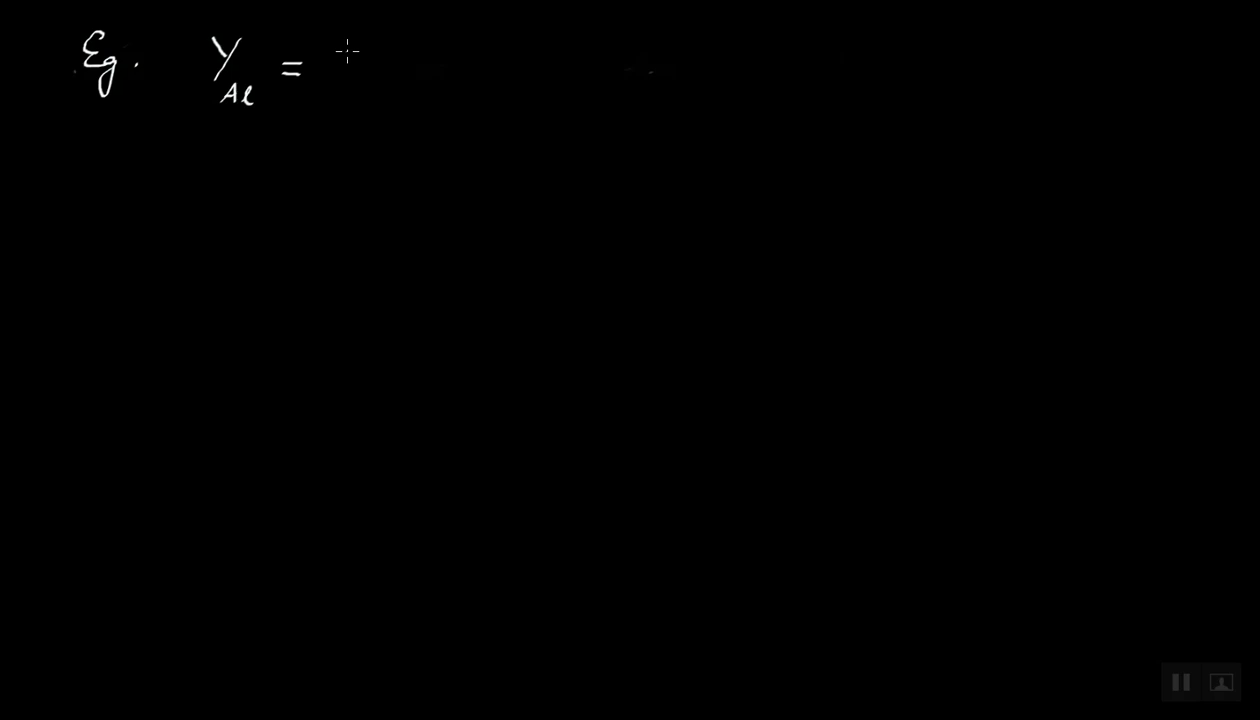 Eg. Y_Al =